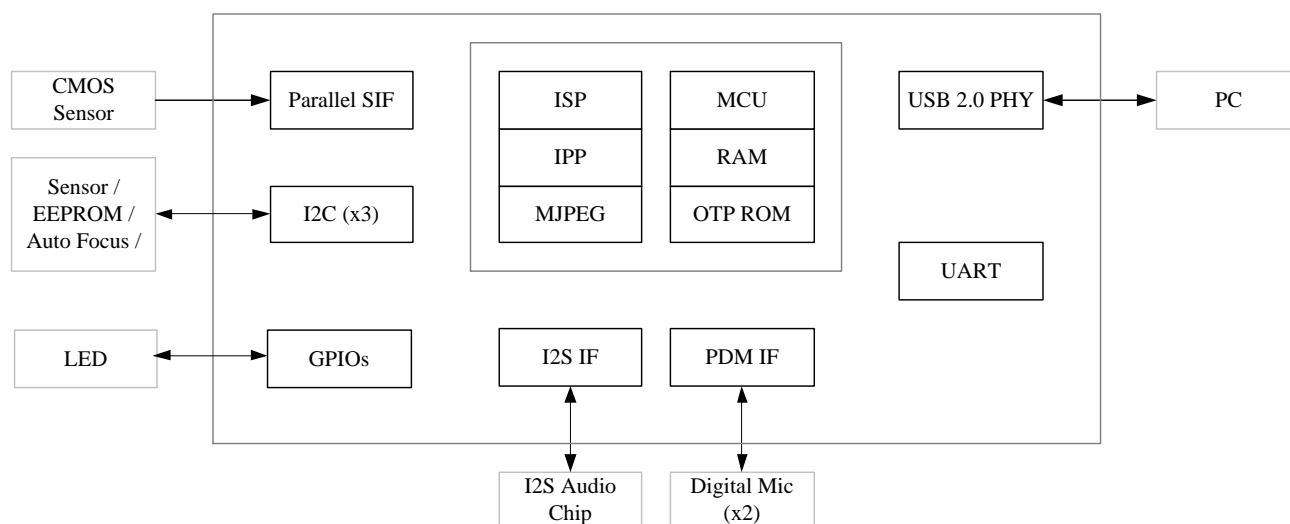 CMOS
Sensor
Parallel SIF
ISP
MCU
USB 2.0 PHY
PC
IPP
RAM
Sensor /
EEPROM /
Auto Focus /
I2C (x3)
MJPEG
OTP ROM
UART
LED
GPIOs
I2S IF
PDM IF
I2S Audio
Chip
Digital Mic
(x2)